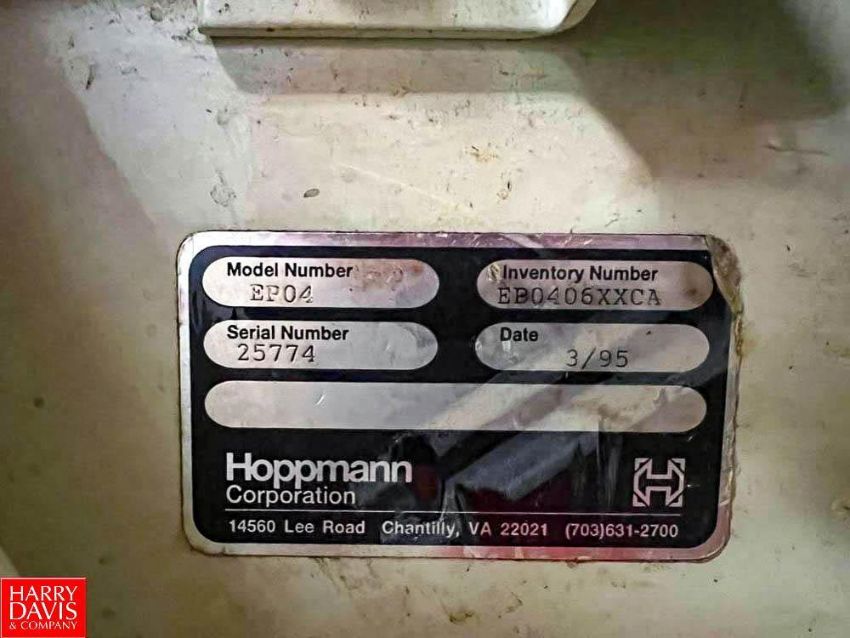 Model Number
EP04
Inventory Number
EB0406XXCA
Serial Number
25774
Date
3/95
Hoppmann
Corporation
14560 Lee Road Chantilly, VA 22021 (703)631-2700
HARRY
DAVIS
& COMPANY